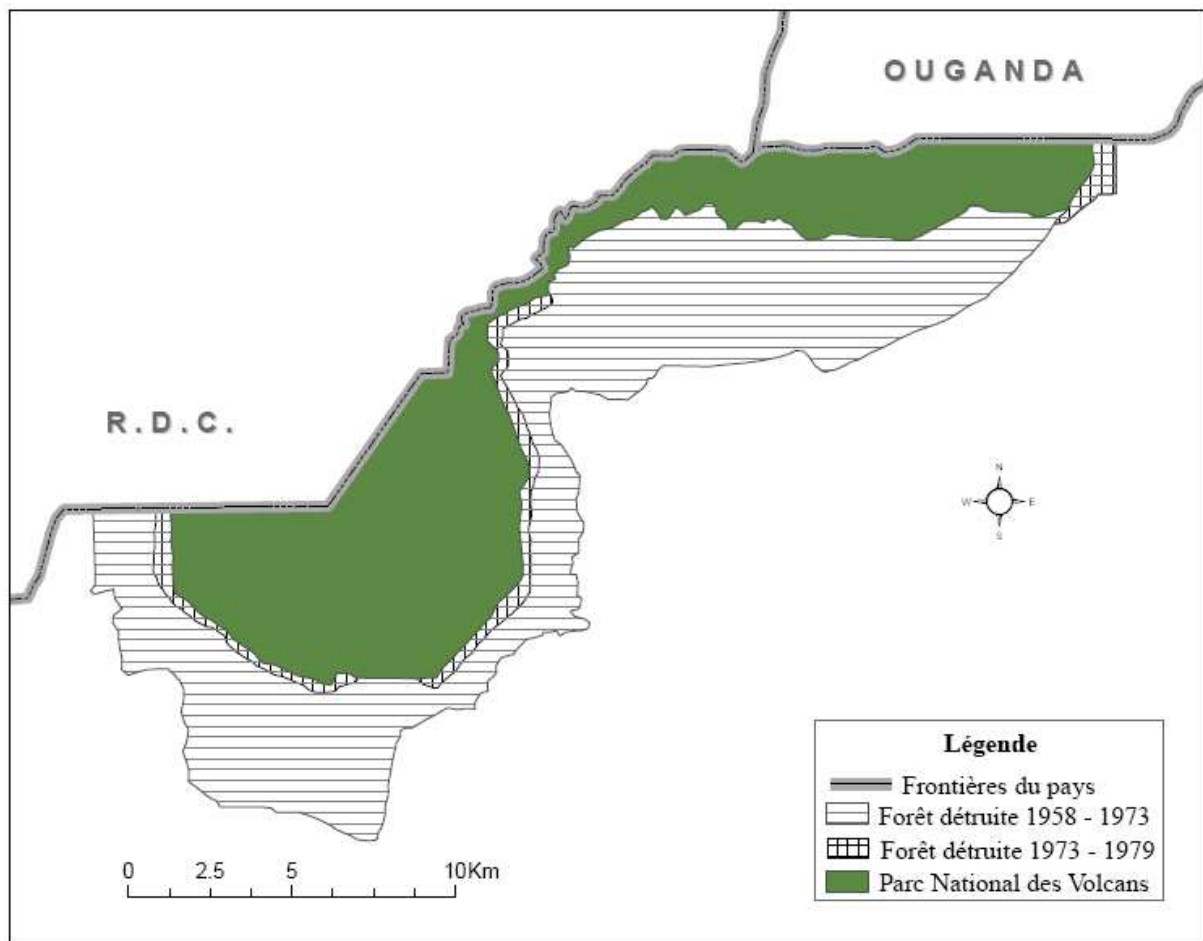 OUGANDA
R.D.C.
N
W E
S
Légende
Frontières du pays
Forêt détruite 1958 - 1973
Forêt détruite 1973 - 1979
Parc National des Volcans
0 2.5 5 10Km